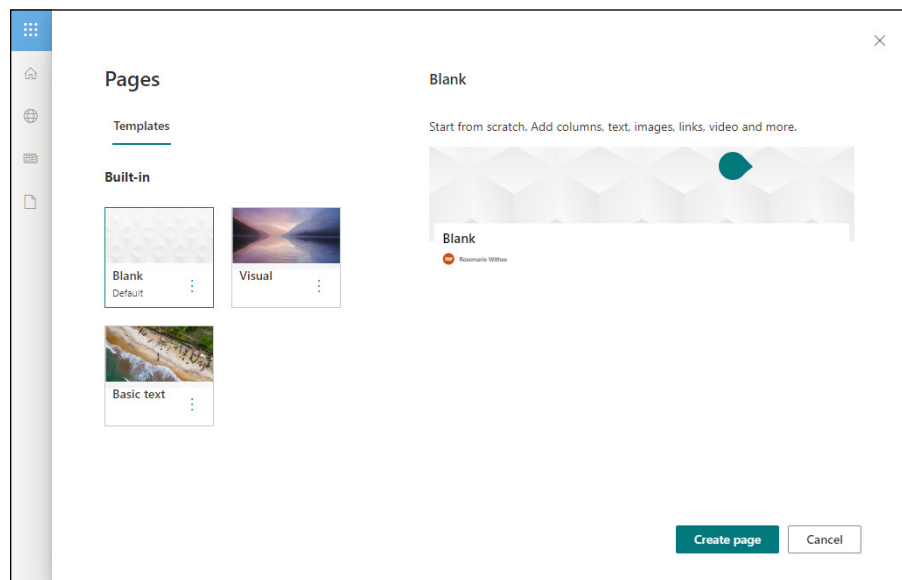 Pages
Templates
Built-in
Blank
Default
Visual
Basic text
Blank
Start from scratch. Add columns, text, images, links, video and more.
Blank
RW Rosemarie Withee
Create page
Cancel